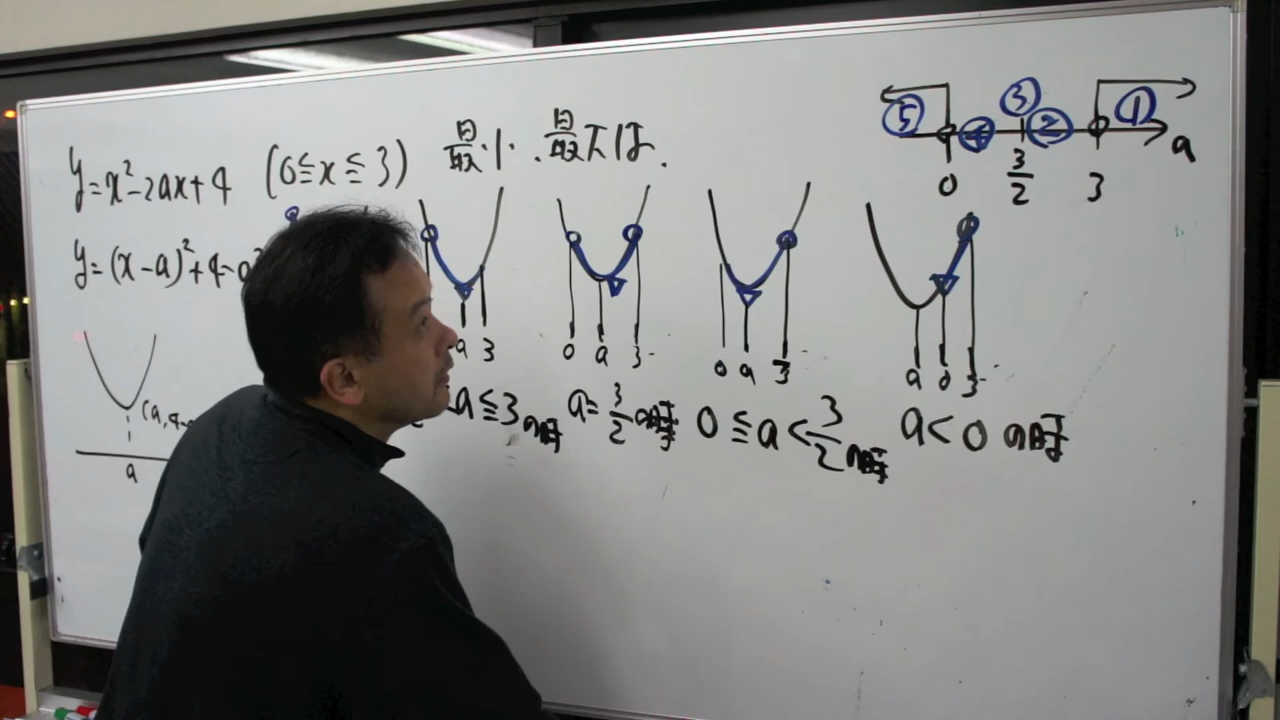 y=x²-2ax+4 (0≦x≦3) 最小.最大は.
y=(x-a)²+4-a²
(a,4-
a
a 3
0 a 3
0 a 3
a 0 3
a≦3の時
a=3/2の時
0≦a<3/2の時
a<0の時
⑤ ④ ③ ② ①
0 3/2 3 a